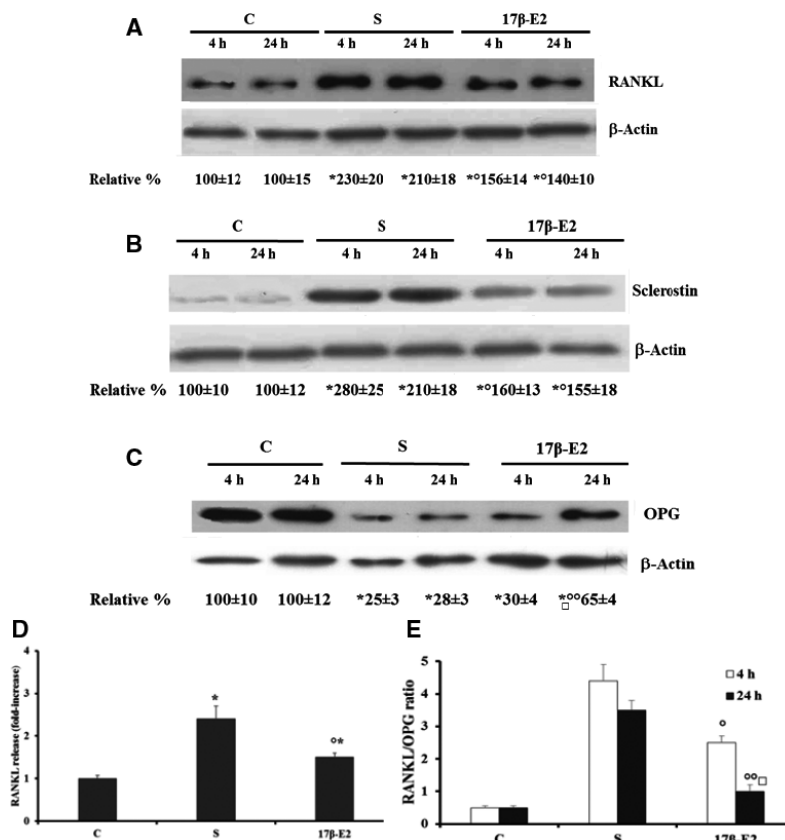 A
C S 17β-E2
4 h 24 h 4 h 24 h 4 h 24 h
RANKL
β-Actin
Relative % 100±12 100±15 *230±20 *210±18 *°156±14 *°140±10
B
C S 17β-E2
4 h 24 h 4 h 24 h 4 h 24 h
Sclerostin
β-Actin
Relative % 100±10 100±12 *280±25 *210±18 *°160±13 *°155±18
C
C S 17β-E2
4 h 24 h 4 h 24 h 4 h 24 h
OPG
β-Actin
Relative % 100±10 100±12 *25±3 *28±3 *30±4 *°°65±4
□
D
RANKL release (fold-increase)
4
3
2
1
0
*
°*
C S 17β-E2
E
RANKL/OPG ratio
5
4
3
2
1
0
□ 4 h
■ 24 h
°
°°□
C S 17β-E2